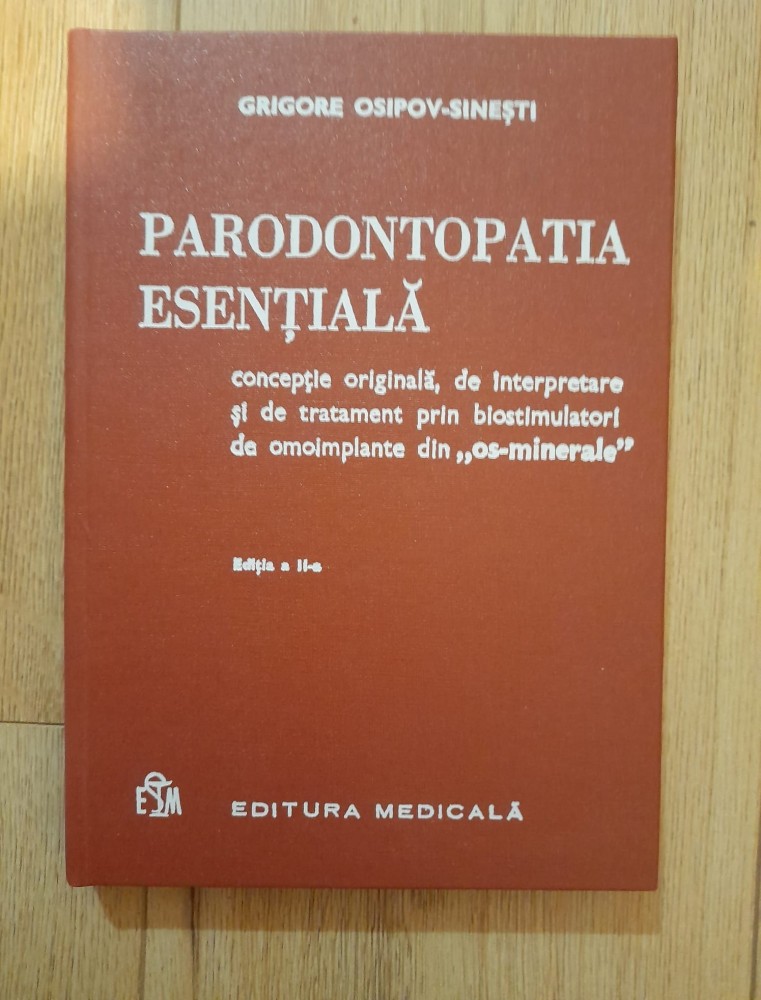 GRIGORE OSIPOV-SINEȘTI
PARODONTOPATIA
ESENȚIALĂ
concepție originală, de interpretare
și de tratament prin biostimulatori
de omoimplante din „os-minerale”
Ediția a II-a
ESM
EDITURA MEDICALĂ